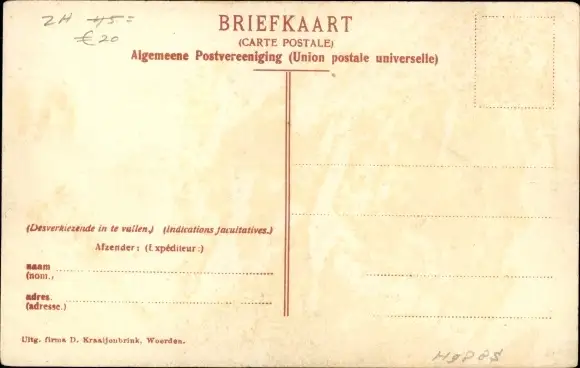 ZH 45=
€20
BRIEFKAART
(CARTE POSTALE)
Algemeene Postvereeniging (Union postale universelle)
(Desverkiezende in te vullen.) (Indications facultatives.)
Afzender: (Expéditeur:)
naam
(nom.)
adres.
(adresse.)
Uitg. firma D. Kraaijenbrink, Woerden.